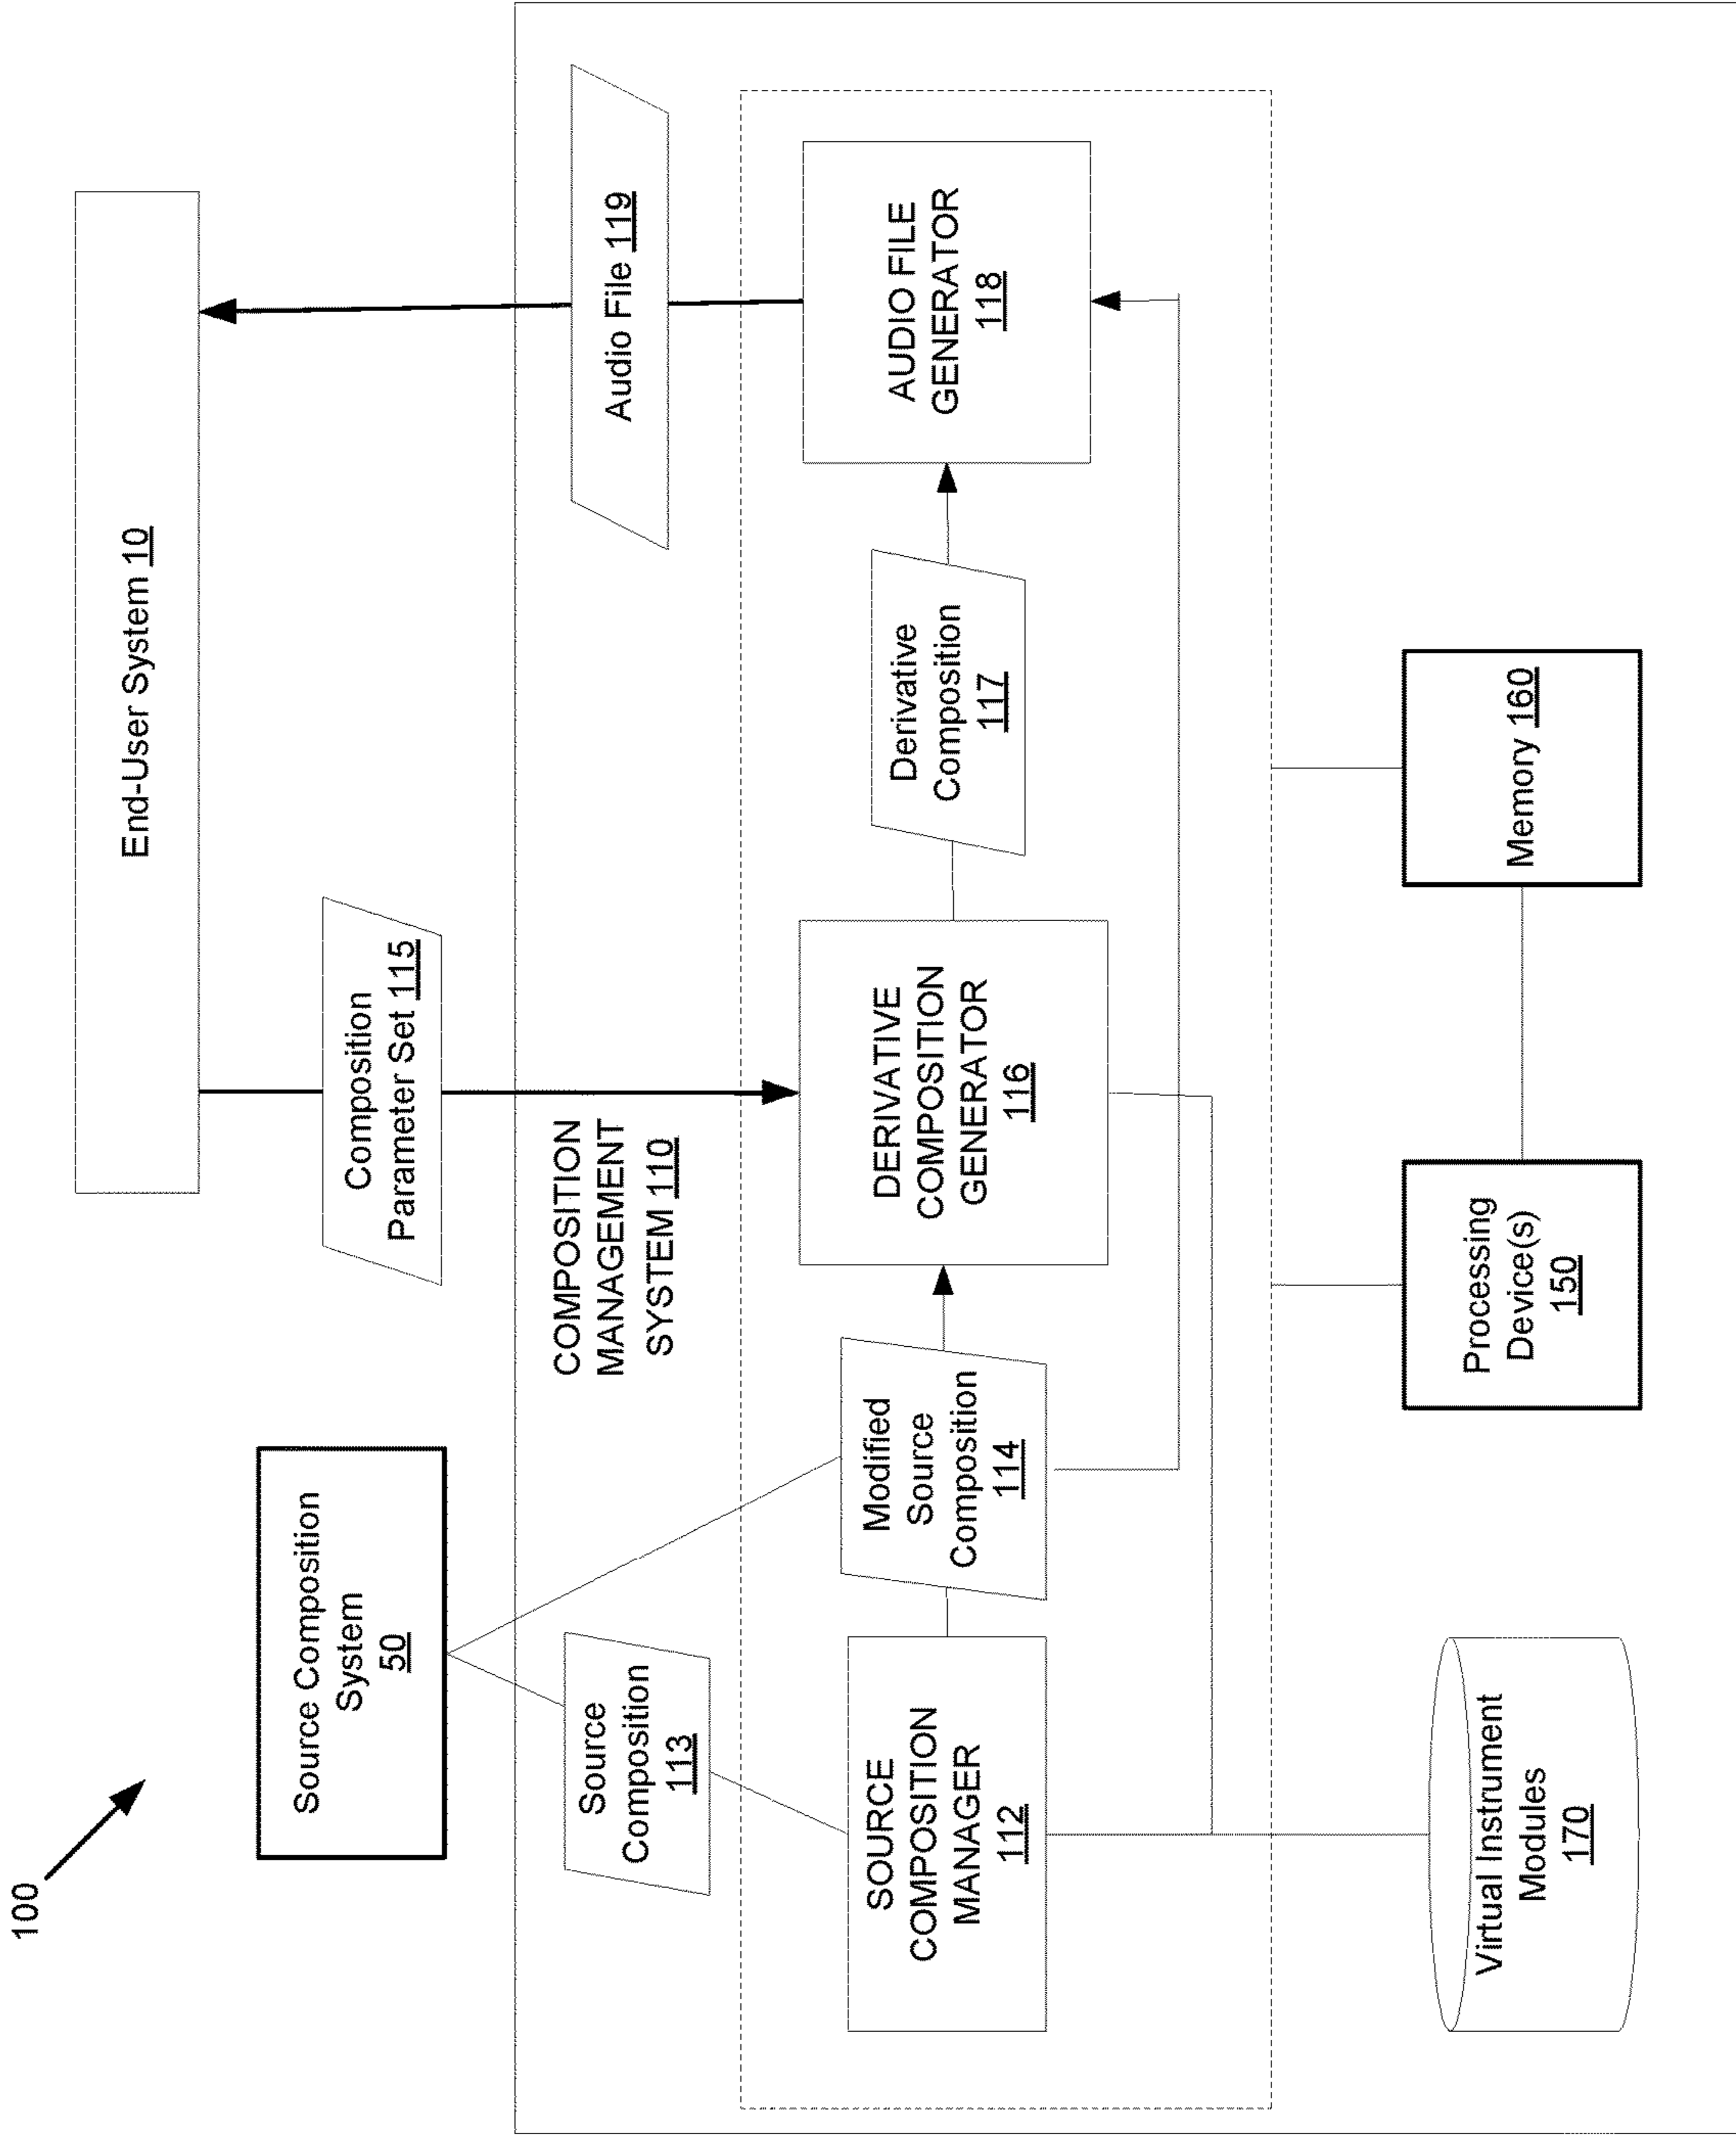 100
Source Composition
System
50
End-User System 10
Composition
Parameter Set 115
Source
Composition
113
COMPOSITION
MANAGEMENT
SYSTEM 110
Audio File 119
SOURCE
COMPOSITION
MANAGER
112
Modified
Source
Composition
114
DERIVATIVE
COMPOSITION
GENERATOR
116
Derivative
Composition
117
AUDIO FILE
GENERATOR
118
Virtual Instrument
Modules
170
Processing
Device(s)
150
Memory 160